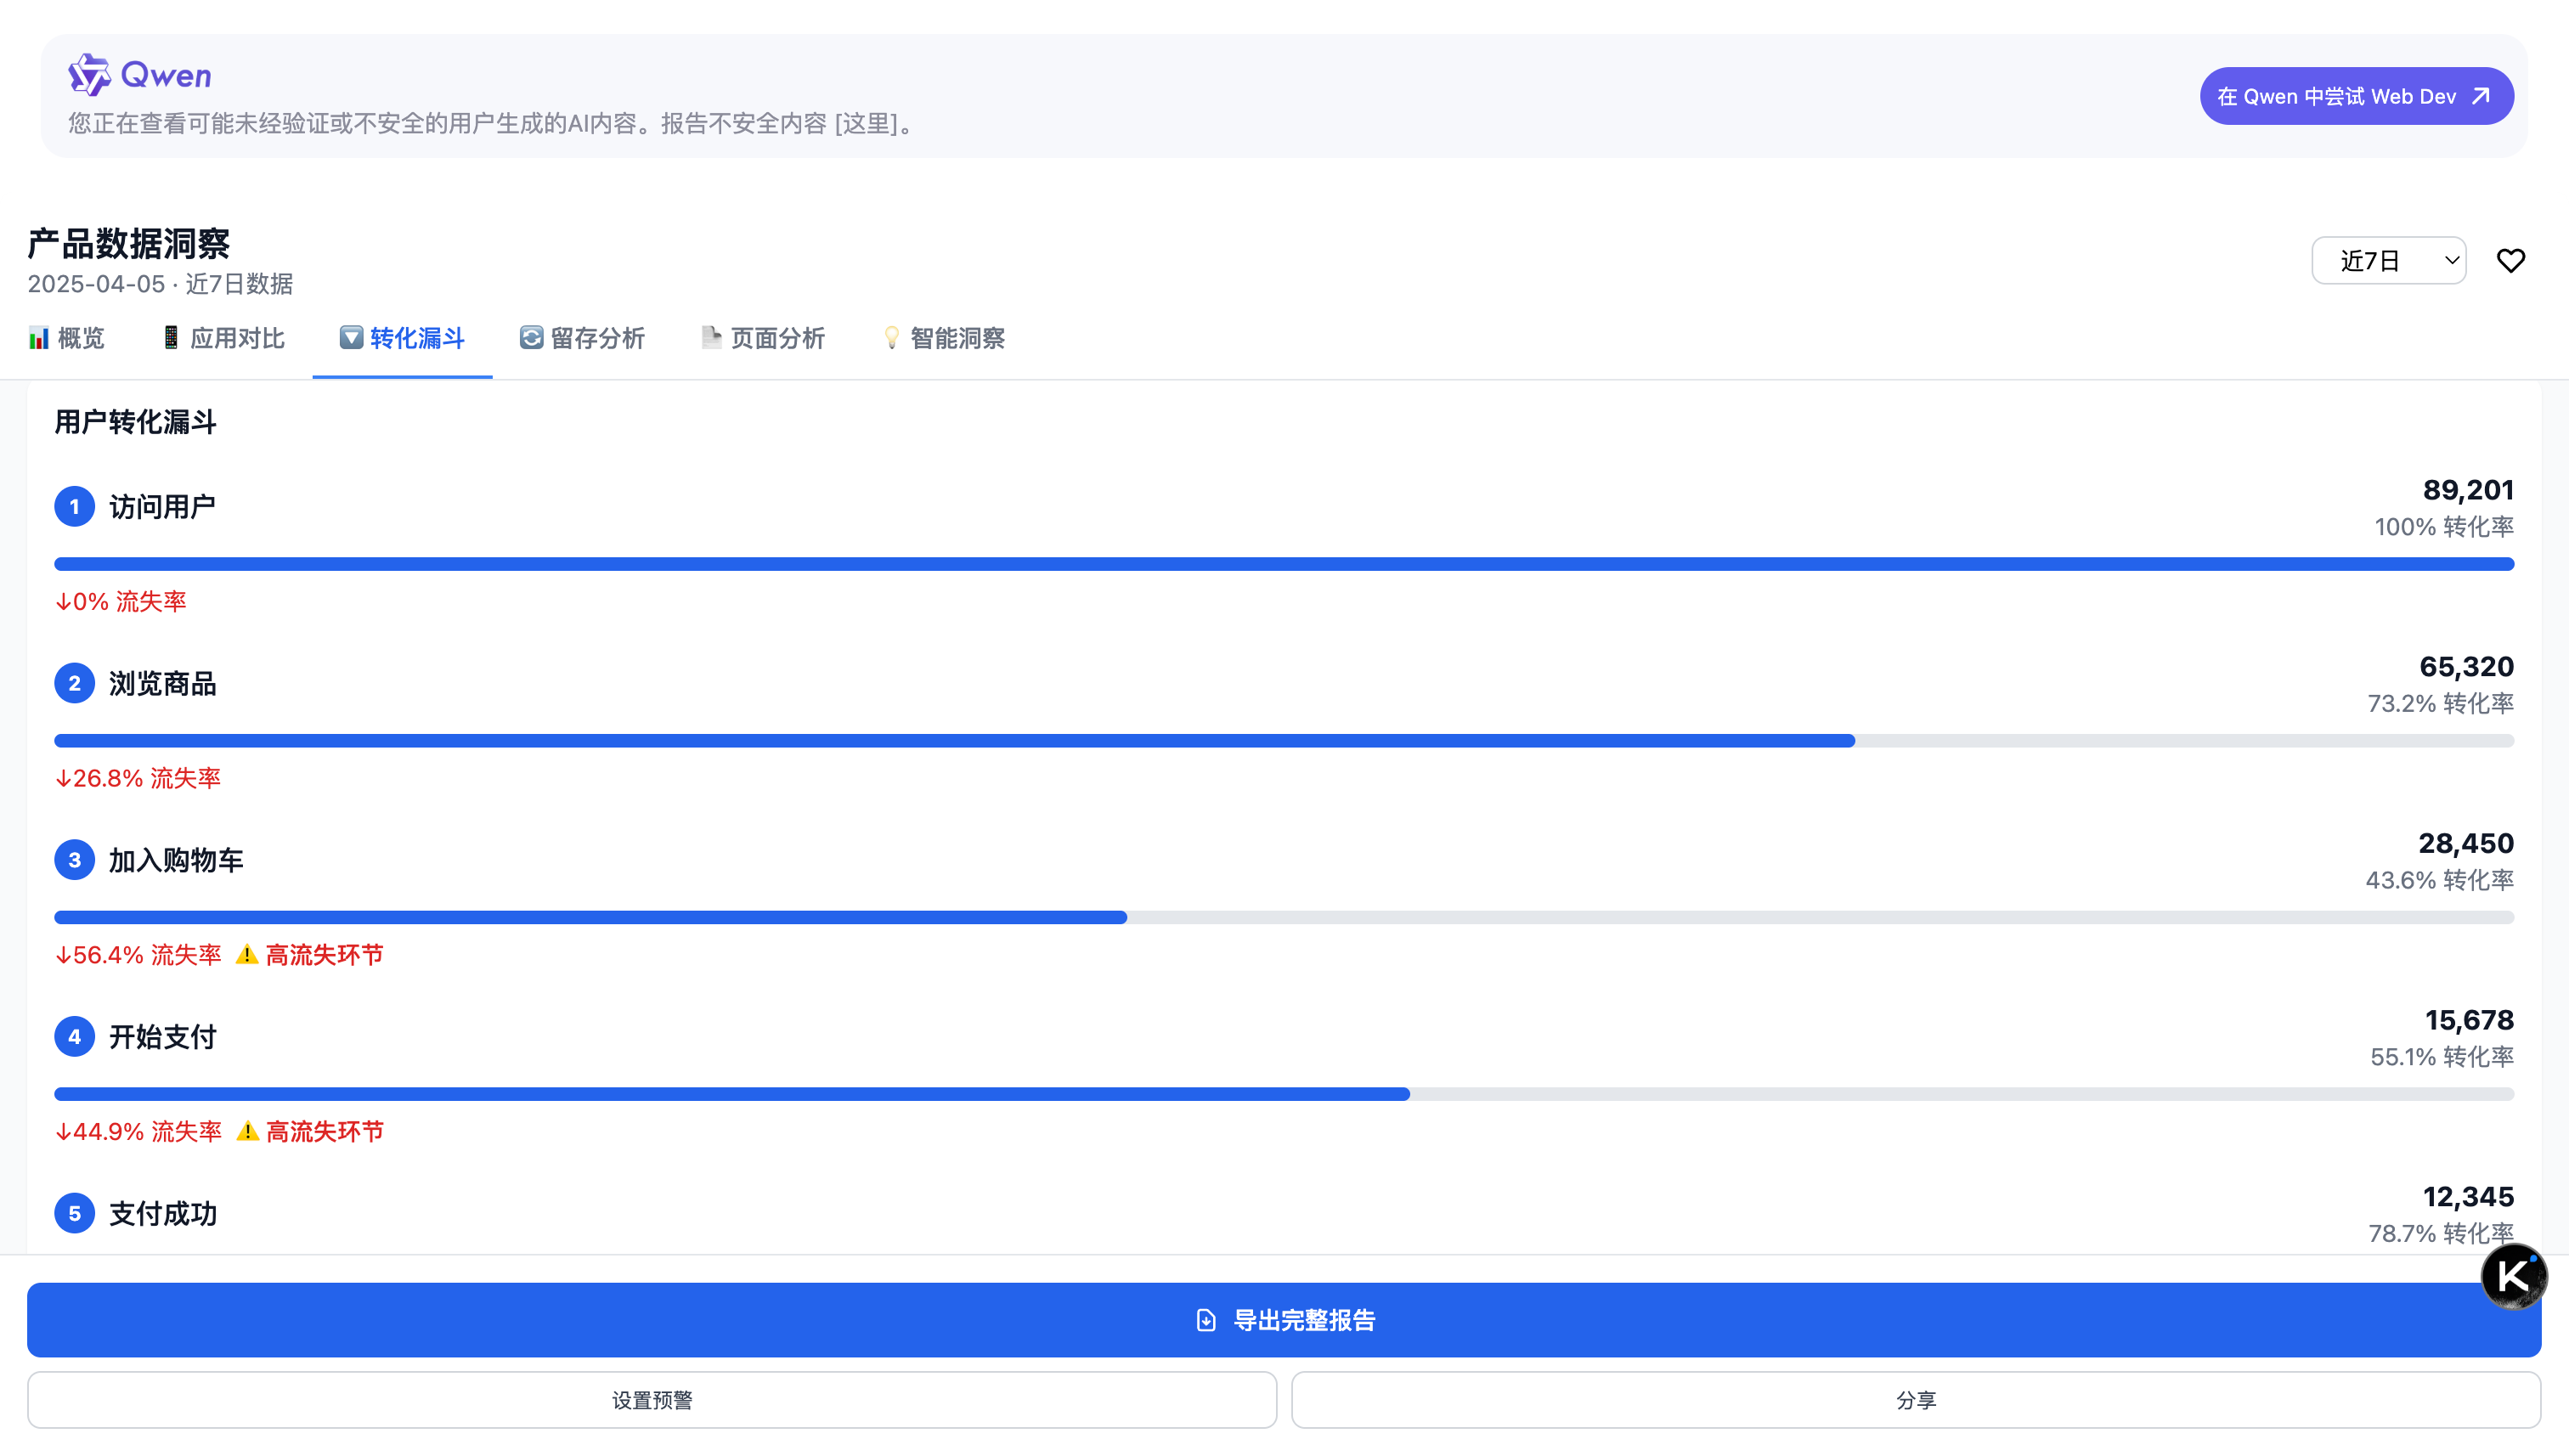 Qwen
您正在查看可能未经验证或不安全的用户生成的AI内容。报告不安全内容 [这里]。
在 Qwen 中尝试 Web Dev
产品数据洞察
2025-04-05 · 近7日数据
近7日
概览 应用对比 转化漏斗 留存分析 页面分析 智能洞察
用户转化漏斗
1 访问用户
89,201
100% 转化率
↓0% 流失率
2 浏览商品
65,320
73.2% 转化率
↓26.8% 流失率
3 加入购物车
28,450
43.6% 转化率
↓56.4% 流失率 ⚠️ 高流失环节
4 开始支付
15,678
55.1% 转化率
↓44.9% 流失率 ⚠️ 高流失环节
5 支付成功
12,345
78.7% 转化率
K
导出完整报告
设置预警
分享